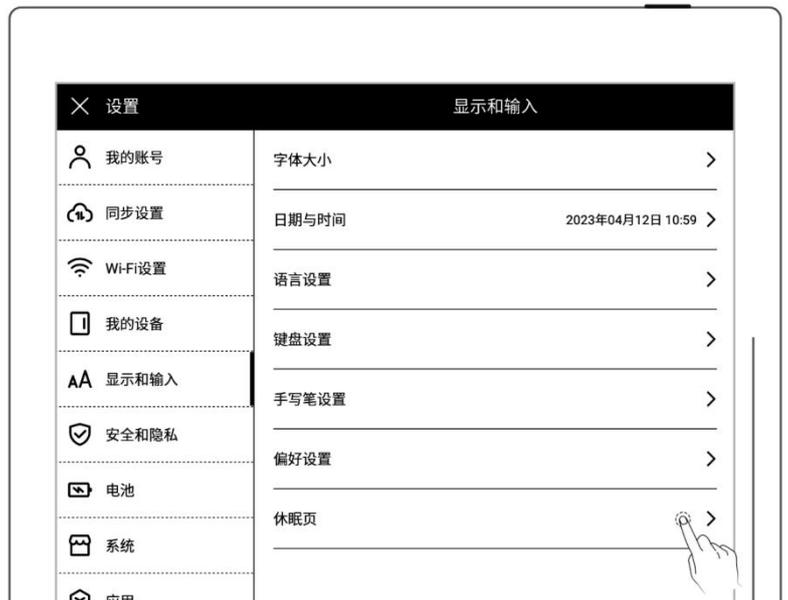 设置
显示和输入
我的账号
同步设置
Wi-Fi设置
我的设备
AA 显示和输入
安全和隐私
电池
系统
应用
字体大小
日期与时间 2023年04月12日 10:59
语言设置
键盘设置
手写笔设置
偏好设置
休眠页